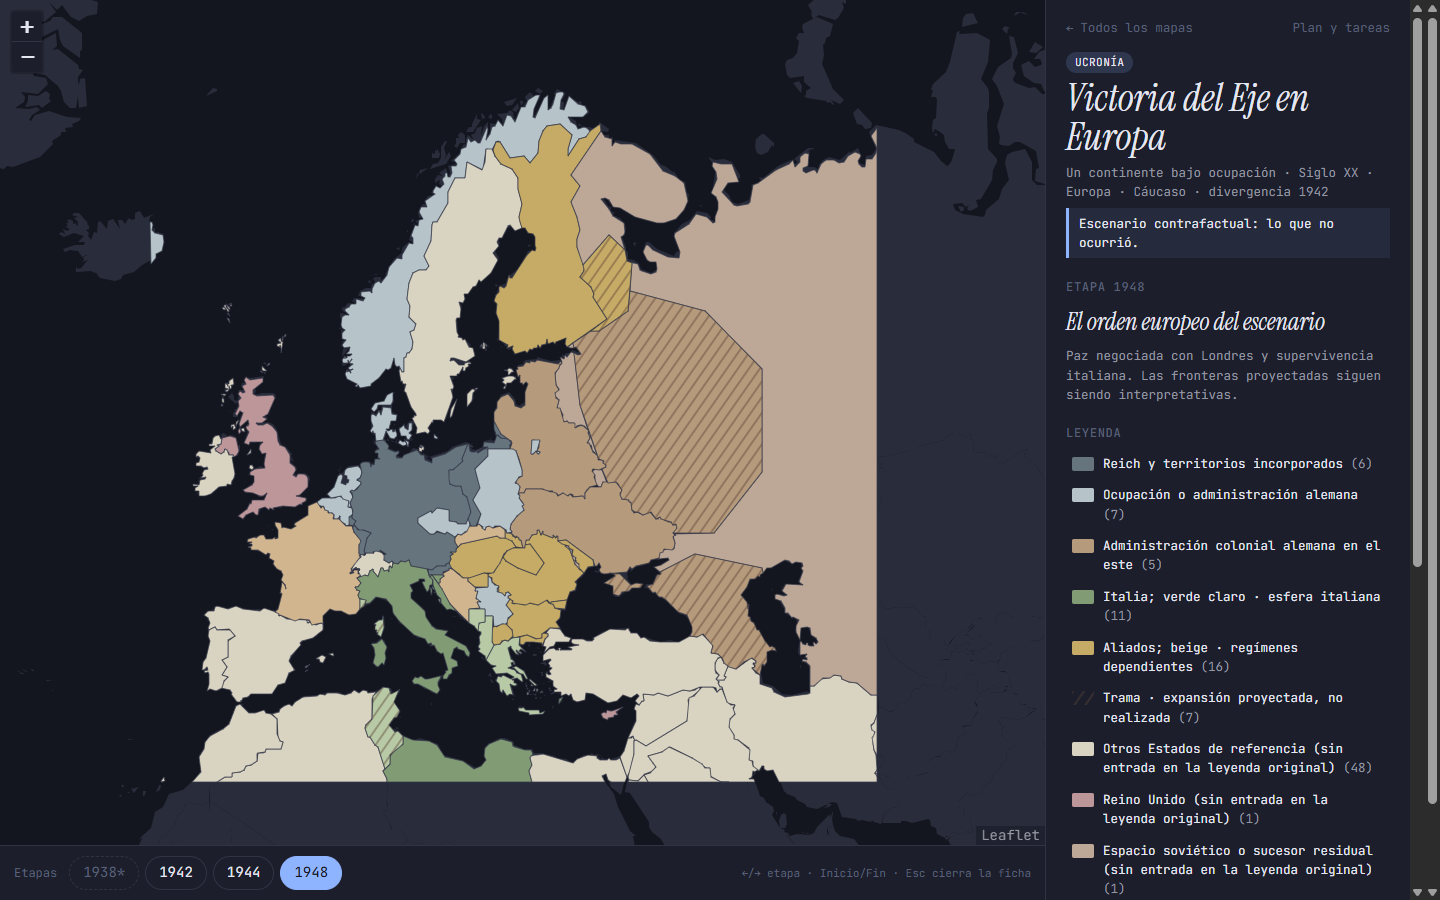 +
−
← Todos los mapas
Plan y tareas
UCRONÍA
Victoria del Eje en
Europa
Un continente bajo ocupación · Siglo XX ·
Europa · Cáucaso · divergencia 1942
Escenario contrafactual: lo que no
ocurrió.
ETAPA 1948
El orden europeo del escenario
Paz negociada con Londres y supervivencia
italiana. Las fronteras proyectadas siguen
siendo interpretativas.
LEYENDA
Reich y territorios incorporados (6)
Ocupación o administración alemana
(7)
Administración colonial alemana en el
este (5)
Italia; verde claro · esfera italiana
(11)
Aliados; beige · regímenes
dependientes (16)
Trama · expansión proyectada, no
realizada (7)
Otros Estados de referencia (sin
entrada en la leyenda original) (48)
Reino Unido (sin entrada en la
leyenda original) (1)
Espacio soviético o sucesor residual
(sin entrada en la leyenda original)
(1)
Leaflet
Etapas 1938* 1942 1944 1948
←/→ etapa · Inicio/Fin · Esc cierra la ficha